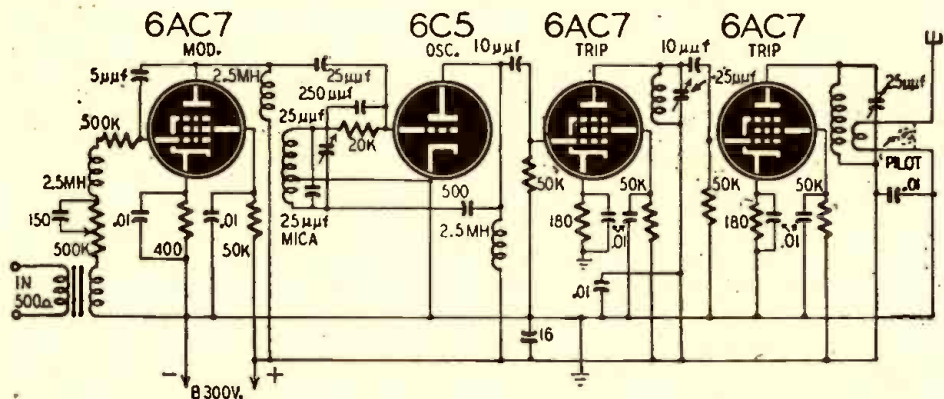 6AC7
MOD.
6C5
OSC.
6AC7
TRIP
6AC7
TRIP
5μμf
2.5MH
25μμf
250μμf
10μμf
10μμf
25μμf
25μμf
500K
25μμf
20K
2.5MH
150
500K
.01
400
.01
50K
25μμf
MICA
500
2.5MH
50K
180
.01
50K
50K
180
.01
50K
PILOT
.01
IN
500Ω
.01
16
- B 300V. +